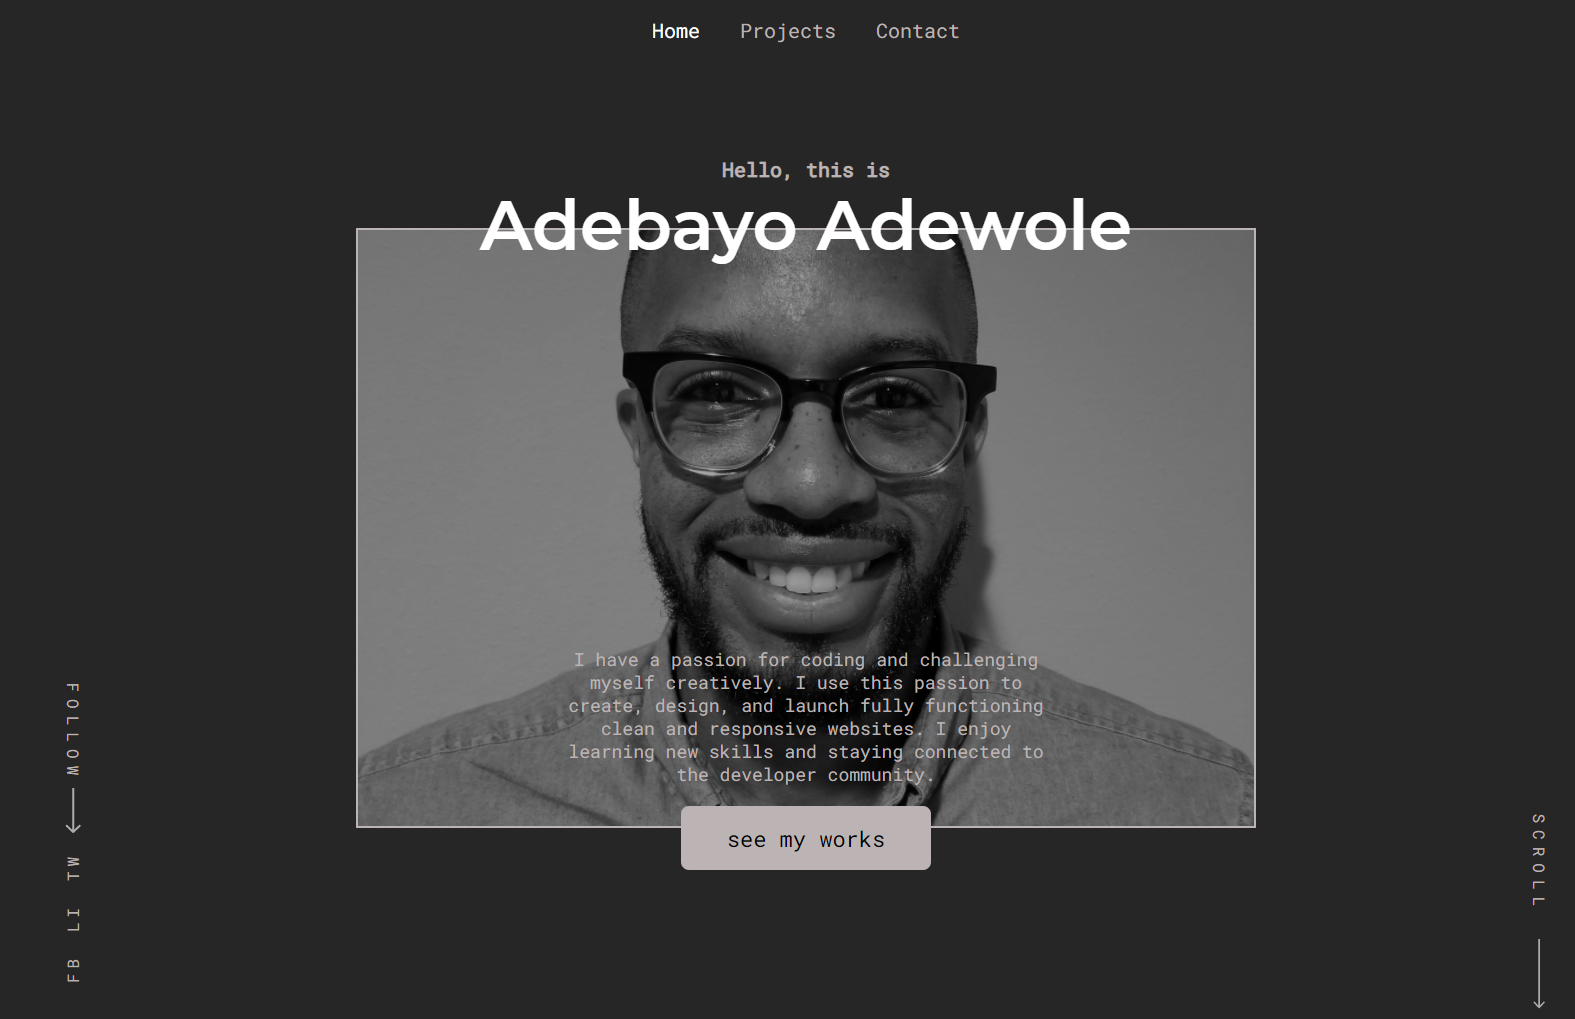 Home Projects Contact
Hello, this is
Adebayo Adewole
I have a passion for coding and challenging
myself creatively. I use this passion to
create, design, and launch fully functioning
clean and responsive websites. I enjoy
learning new skills and staying connected to
the developer community.
see my works
FOLLOW
FB LI TW
SCROLL